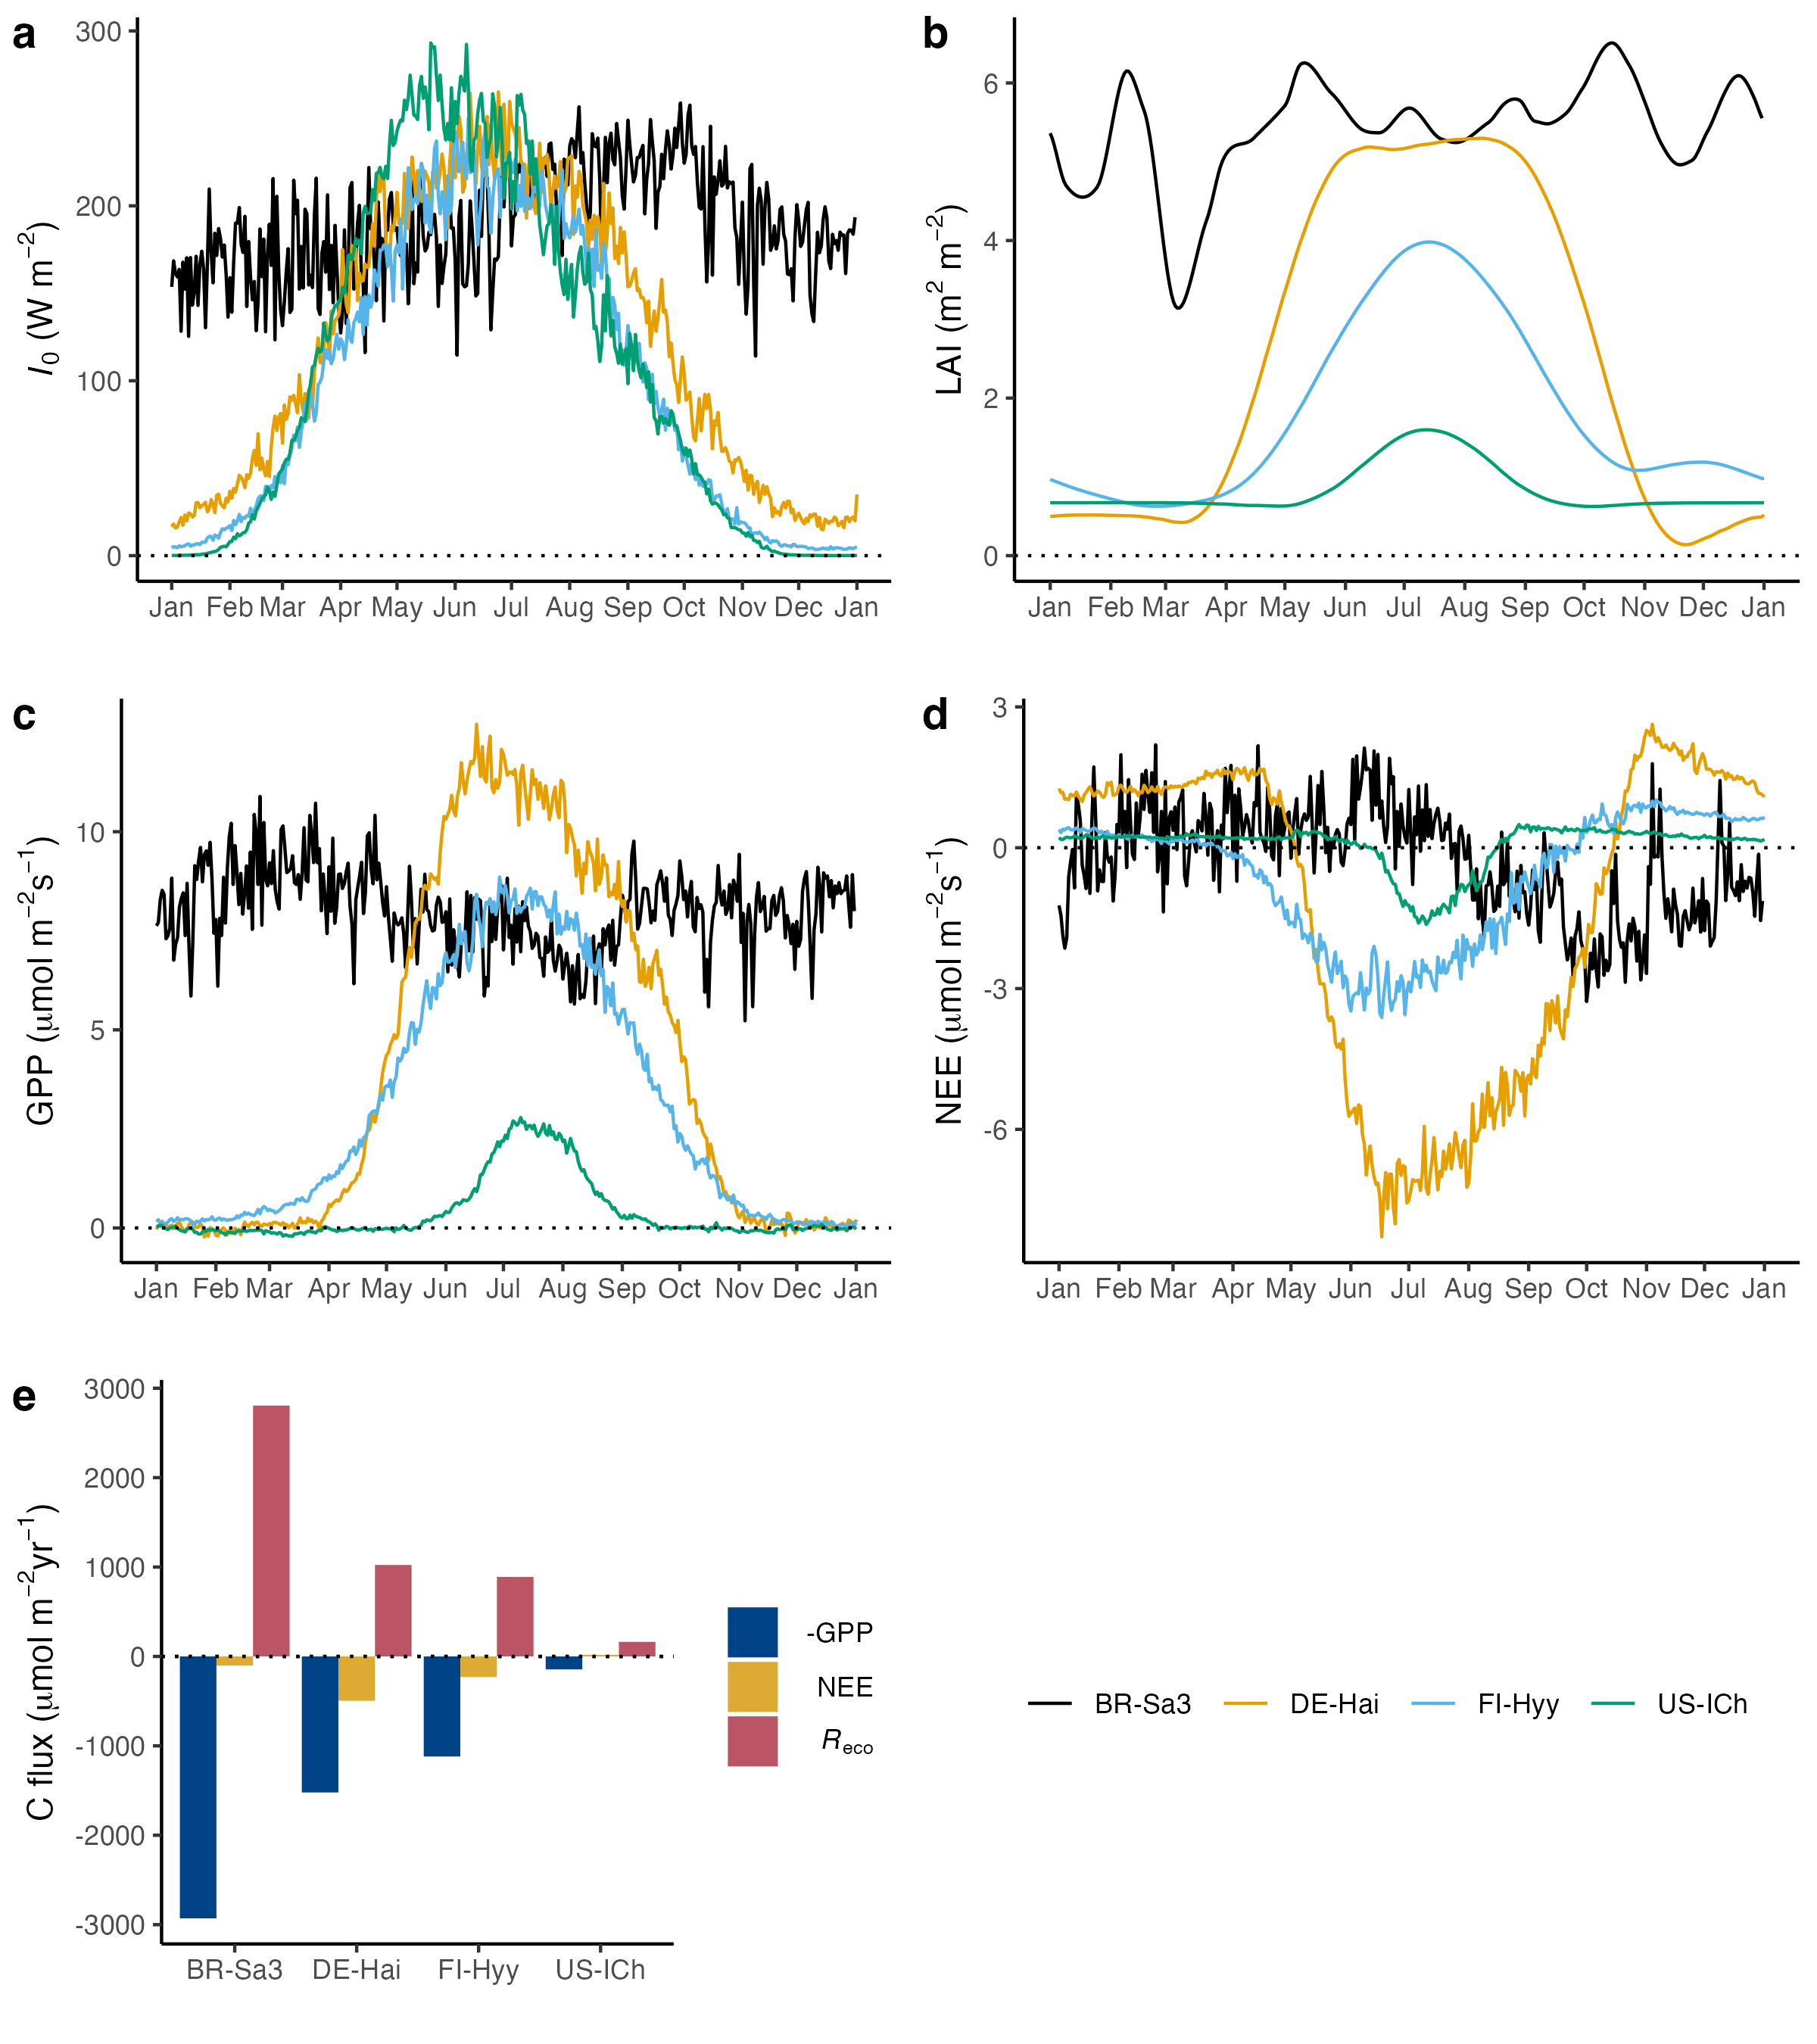 a
I0 (W m−2)
300
200
100
0
Jan Feb Mar Apr May Jun Jul Aug Sep Oct Nov Dec Jan
b
LAI (m2 m−2)
6
4
2
0
Jan Feb Mar Apr May Jun Jul Aug Sep Oct Nov Dec Jan
c
GPP (μmol m−2s−1)
10
5
0
Jan Feb Mar Apr May Jun Jul Aug Sep Oct Nov Dec Jan
d
NEE (μmol m−2s−1)
3
0
-3
-6
Jan Feb Mar Apr May Jun Jul Aug Sep Oct Nov Dec Jan
e
C flux (μmol m−2yr−1)
3000
2000
1000
0
-1000
-2000
-3000
BR-Sa3 DE-Hai FI-Hyy US-ICh
-GPP
NEE
Reco
BR-Sa3 DE-Hai FI-Hyy US-ICh